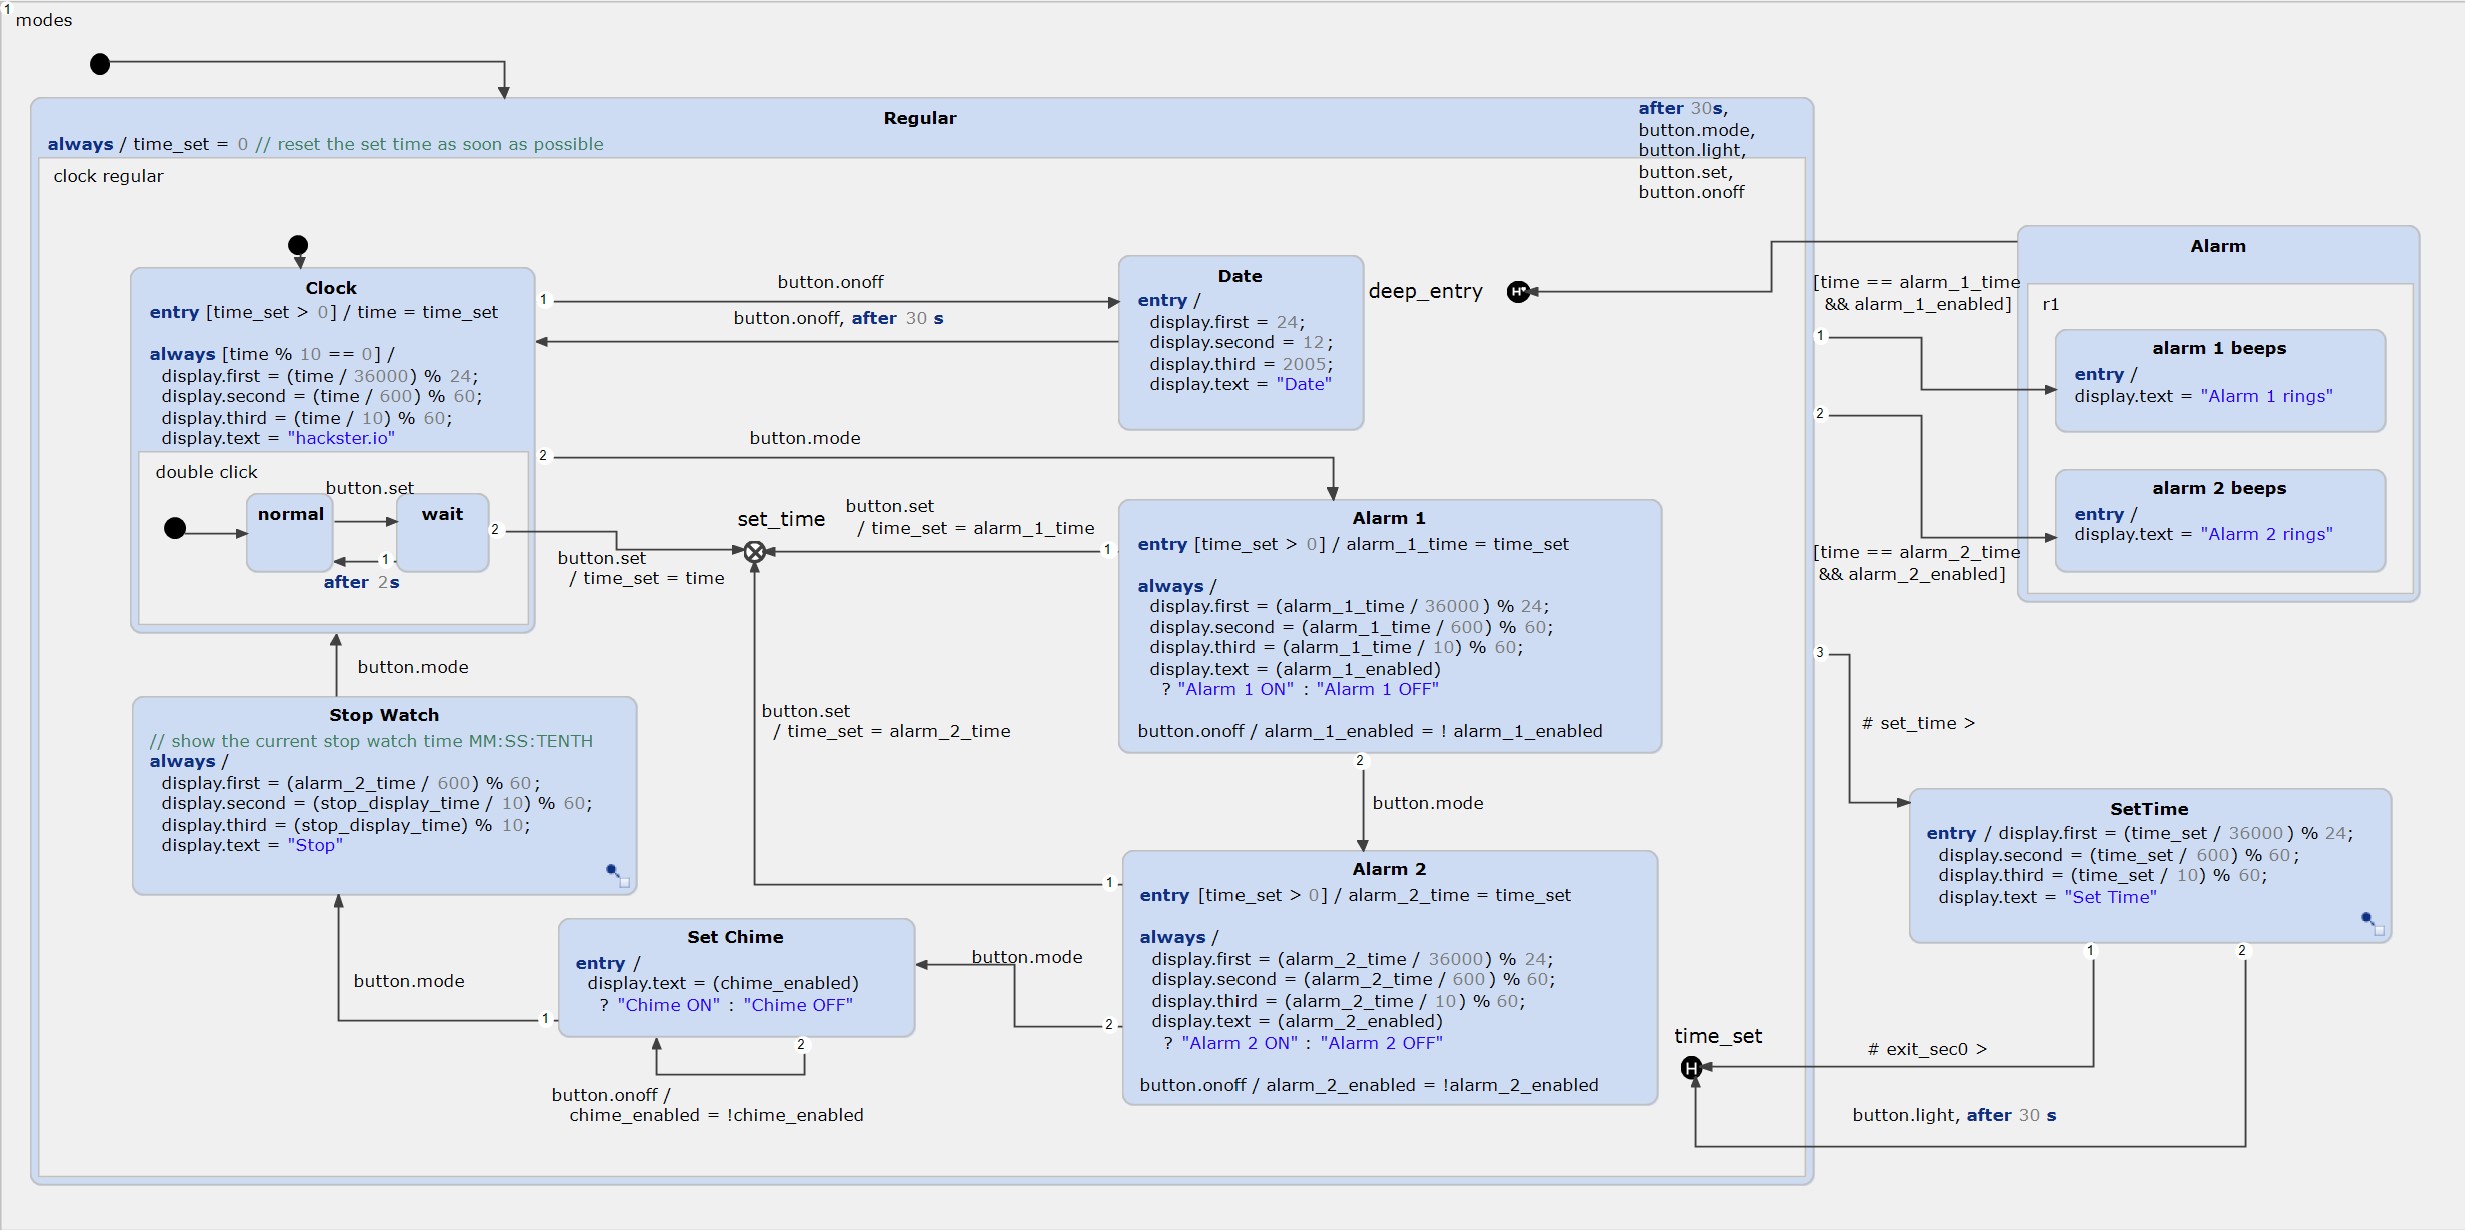 1
modes
Regular
always / time_set = 0 // reset the set time as soon as possible
clock regular
after 30s,
button.mode,
button.light,
button.set,
button.onoff
Clock
entry [time_set > 0] / time = time_set
always [time % 10 == 0] /
display.first = (time / 36000) % 24;
display.second = (time / 600) % 60;
display.third = (time / 10) % 60;
display.text = "hackster.io"
double click
button.set
normal
wait
1
after 2s
1
button.onoff
button.onoff, after 30 s
2
button.mode
Date
entry /
display.first = 24;
display.second = 12;
display.third = 2005;
display.text = "Date"
deep_entry
H*
2
button.set
/ time_set = time
set_time
button.set
/ time_set = alarm_1_time
1
Alarm 1
entry [time_set > 0] / alarm_1_time = time_set
always /
display.first = (alarm_1_time / 36000) % 24;
display.second = (alarm_1_time / 600) % 60;
display.third = (alarm_1_time / 10) % 60;
display.text = (alarm_1_enabled)
? "Alarm 1 ON" : "Alarm 1 OFF"
button.onoff / alarm_1_enabled = ! alarm_1_enabled
2
button.mode
button.set
/ time_set = alarm_2_time
1
Alarm 2
entry [time_set > 0] / alarm_2_time = time_set
always /
display.first = (alarm_2_time / 36000) % 24;
display.second = (alarm_2_time / 600) % 60;
display.third = (alarm_2_time / 10) % 60;
display.text = (alarm_2_enabled)
? "Alarm 2 ON" : "Alarm 2 OFF"
button.onoff / alarm_2_enabled = !alarm_2_enabled
2
button.mode
Set Chime
entry /
display.text = (chime_enabled)
? "Chime ON" : "Chime OFF"
2
button.onoff /
chime_enabled = !chime_enabled
1
button.mode
Stop Watch
// show the current stop watch time MM:SS:TENTH
always /
display.first = (alarm_2_time / 600) % 60;
display.second = (stop_display_time / 10) % 60;
display.third = (stop_display_time) % 10;
display.text = "Stop"
button.mode
Alarm
r1
alarm 1 beeps
entry /
display.text = "Alarm 1 rings"
alarm 2 beeps
entry /
display.text = "Alarm 2 rings"
[time == alarm_1_time
&& alarm_1_enabled]
1
2
[time == alarm_2_time
&& alarm_2_enabled]
3
# set_time >
SetTime
entry / display.first = (time_set / 36000) % 24;
display.second = (time_set / 600) % 60;
display.third = (time_set / 10) % 60;
display.text = "Set Time"
1
2
time_set
H
# exit_sec0 >
button.light, after 30 s